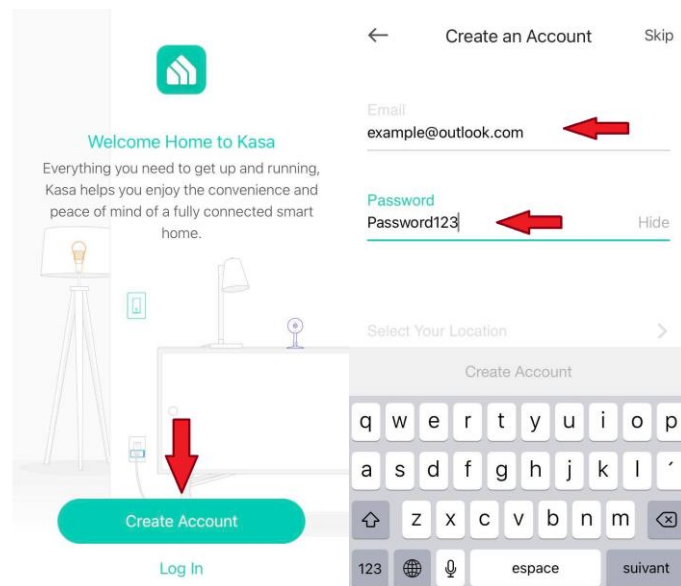 Welcome Home to Kasa
Everything you need to get up and running,
Kasa helps you enjoy the convenience and
peace of mind of a fully connected smart
home.
Create Account
Log In
Create an Account
Skip
Email
example@outlook.com
Password
Password123
Hide
Select Your Location
Create Account
q w e r t y u i o p
a s d f g h j k l ´
z x c v b n m
123
espace
suivant